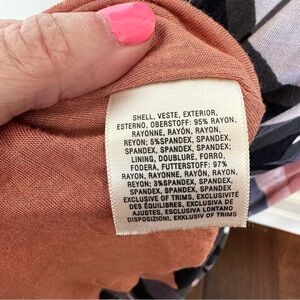 SHELL, VESTE, EXTERIOR,
ESTERNO, OBERSTOFF: 95% RAYON,
RAYONNE, RAYÓN, RAYON,
REYON; 5%SPANDEX, SPANDEX,
SPANDEX, SPANDEX, SPANDEX;
LINING, DOUBLURE, FORRO,
FODERA, FUTTERSTOFF: 97%
RAYON, RAYONNE, RAYÓN, RAYON,
REYON; 3%SPANDEX, SPANDEX,
SPANDEX, SPANDEX, SPANDEX
EXCLUSIVE OF TRIMS, EXCLUSIVITÉ
DES ÉQUILIBRES, EXCLUSIVA DE
AJUSTES, ESCLUSIVA LONTANO
DISPOSIZIONI, EXKLUSIV OF TRIMS